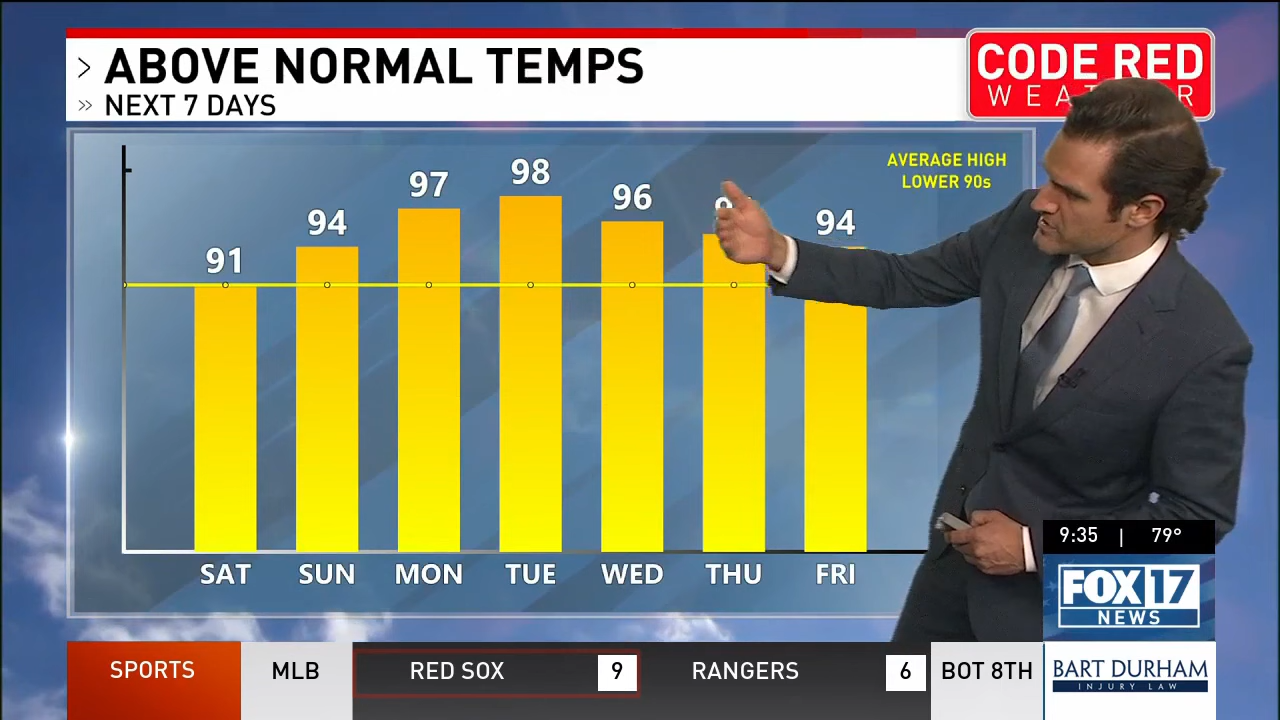 > ABOVE NORMAL TEMPS
» NEXT 7 DAYS
CODE RED
AVERAGE HIGH
LOWER 90s
91
94
97
98
96
94
SAT
SUN
MON
TUE
WED
THU
FRI
9:35 | 79°
FOX 17
NEWS
SPORTS
MLB
RED SOX
9
RANGERS
6
BOT 8TH
BART DURHAM
INJURY LAW